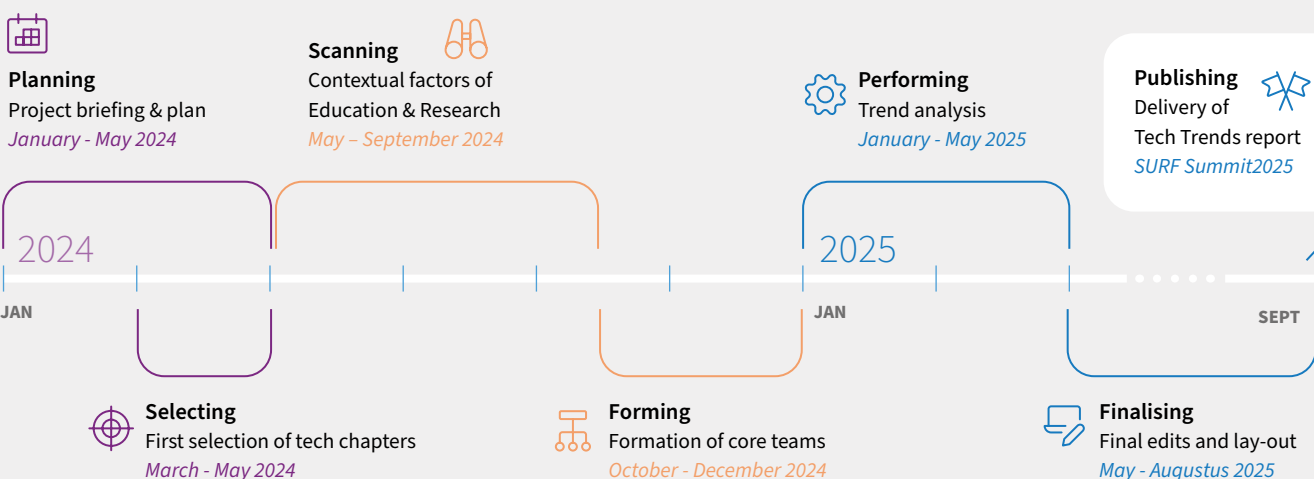 Planning
Project briefing & plan
January - May 2024
Scanning
Contextual factors of
Education & Research
May – September 2024
Performing
Trend analysis
January - May 2025
Publishing
Delivery of
Tech Trends report
SURF Summit2025
2024
2025
JAN
JAN
SEPT
Selecting
First selection of tech chapters
March - May 2024
Forming
Formation of core teams
October - December 2024
Finalising
Final edits and lay-out
May - Augustus 2025